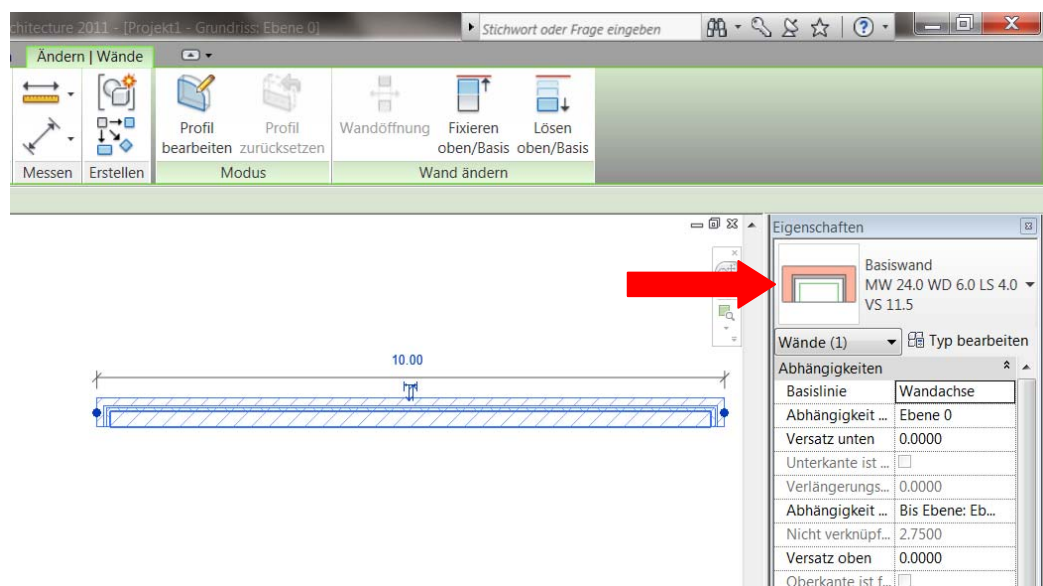 chitecture 2011 - [Projekt1 - Grundriss: Ebene 0]
Stichwort oder Frage eingeben
Ändern | Wände
Profil bearbeiten
Profil zurücksetzen
Wandöffnung
Fixieren oben/Basis
Lösen oben/Basis
Messen
Erstellen
Modus
Wand ändern
Eigenschaften
Basiswand
MW 24.0 WD 6.0 LS 4.0
VS 11.5
Wände (1)
Typ bearbeiten
Abhängigkeiten
Basislinie Wandachse
Abhängigkeit ... Ebene 0
Versatz unten 0.0000
Unterkante ist ...
Verlängerungs... 0.0000
Abhängigkeit ... Bis Ebene: Eb...
Nicht verknüpf... 2.7500
Versatz oben 0.0000
Oberkante ist f...
10.00